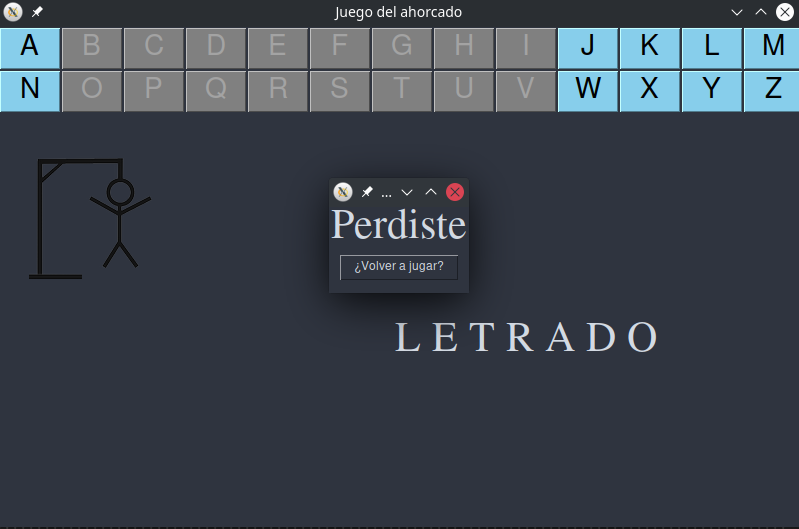 Juego del ahorcado
A B C D E F G H I J K L M
N O P Q R S T U V W X Y Z
...
Perdiste
¿Volver a jugar?
L E T R A D O